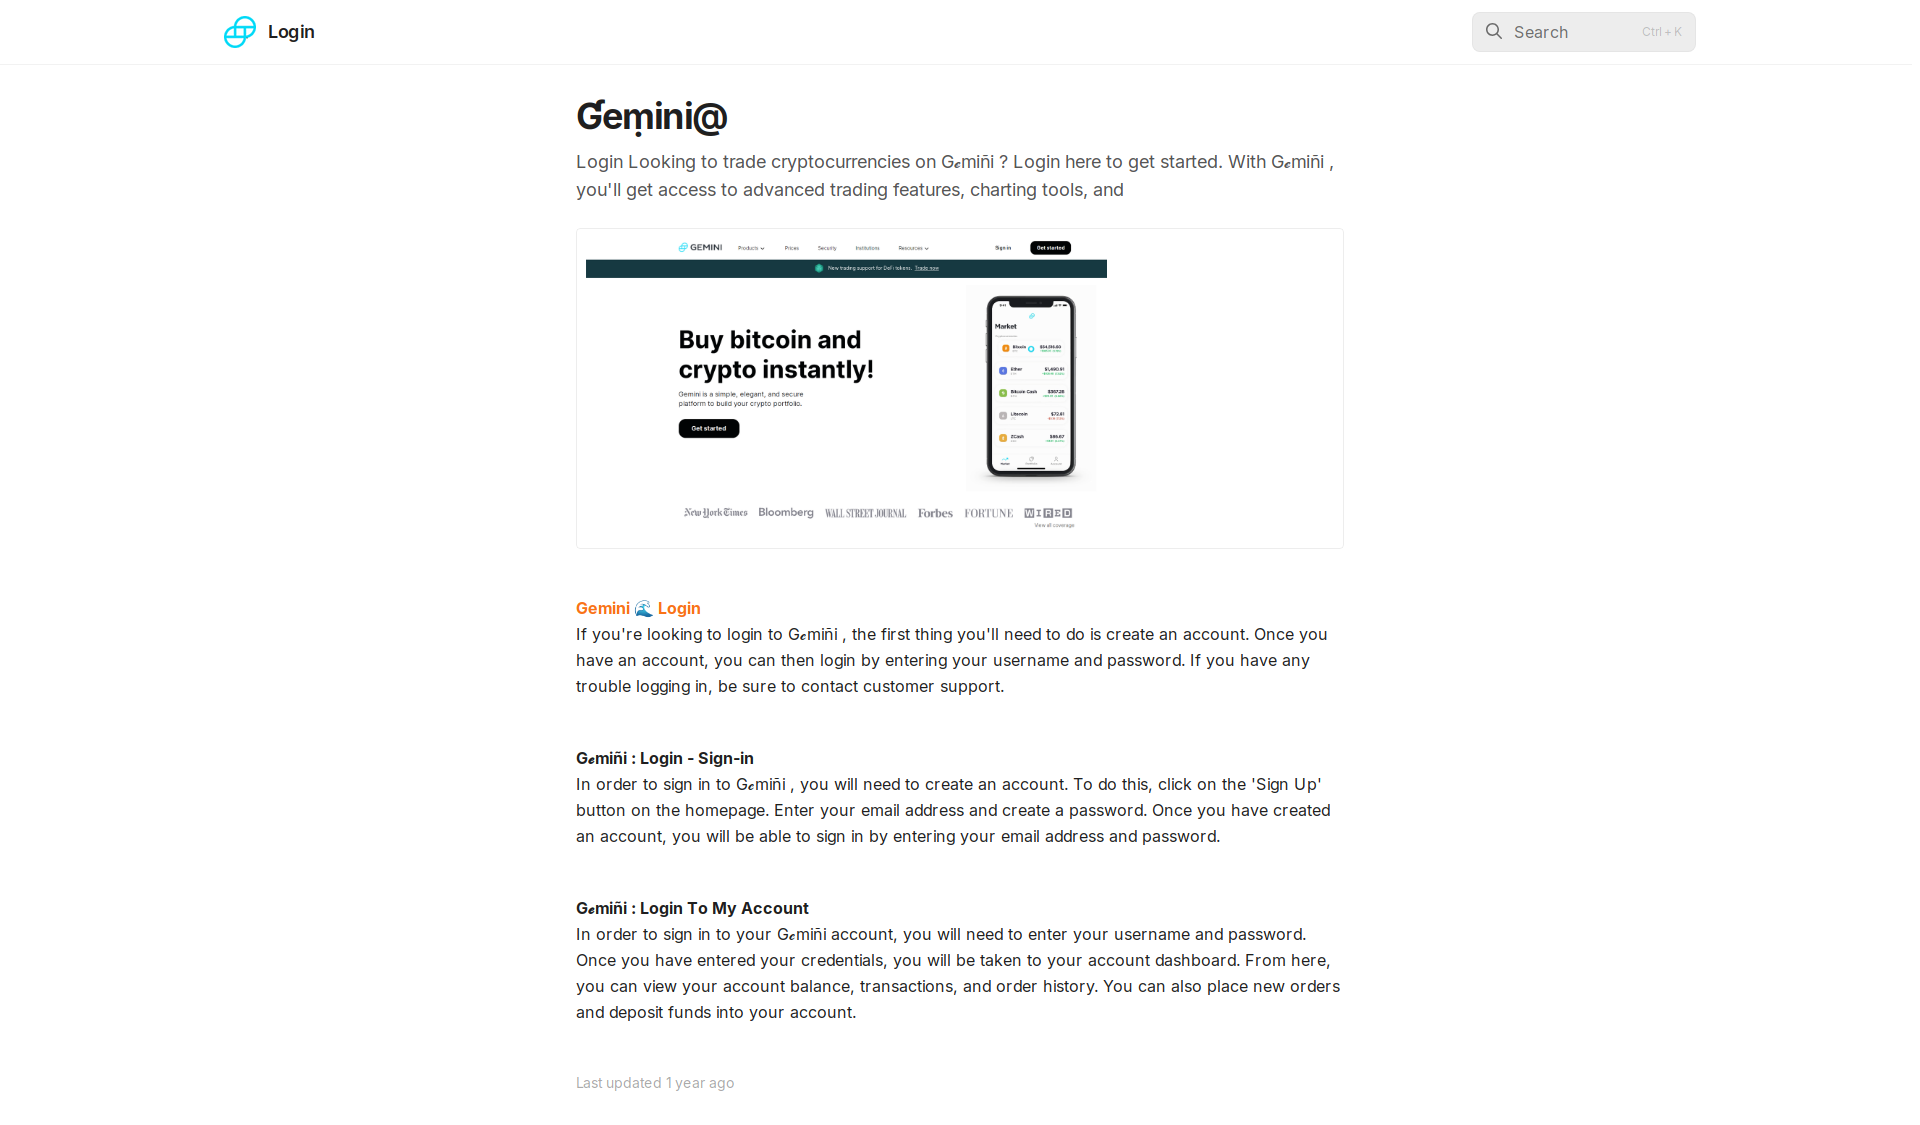 Login
Search
Ctrl + K
Ɠeṃini@
Login Looking to trade cryptocurrencies on Gℯmiñi ? Login here to get started. With Gℯmiñi ,
you'll get access to advanced trading features, charting tools, and
GEMINI
Products
Prices
Security
Institutions
Resources
Sign in
Get started
New trading support for DeFi tokens. Trade now
Buy bitcoin and
crypto instantly!
Gemini is a simple, elegant, and secure
platform to build your crypto portfolio.
Get started
Market
Bitcoin
Ether
$1,490.91
Bitcoin Cash
$357.26
Litecoin
$72.81
ZCash
$86.67
New York Times
Bloomberg
WALL STREET JOURNAL
Forbes
FORTUNE
WIRED
View all coverage
Gemini 🌊 Login
If you're looking to login to Gℯmiñi , the first thing you'll need to do is create an account. Once you
have an account, you can then login by entering your username and password. If you have any
trouble logging in, be sure to contact customer support.
Gℯmiñi : Login - Sign-in
In order to sign in to Gℯmiñi , you will need to create an account. To do this, click on the 'Sign Up'
button on the homepage. Enter your email address and create a password. Once you have created
an account, you will be able to sign in by entering your email address and password.
Gℯmiñi : Login To My Account
In order to sign in to your Gℯmiñi account, you will need to enter your username and password.
Once you have entered your credentials, you will be taken to your account dashboard. From here,
you can view your account balance, transactions, and order history. You can also place new orders
and deposit funds into your account.
Last updated 1 year ago